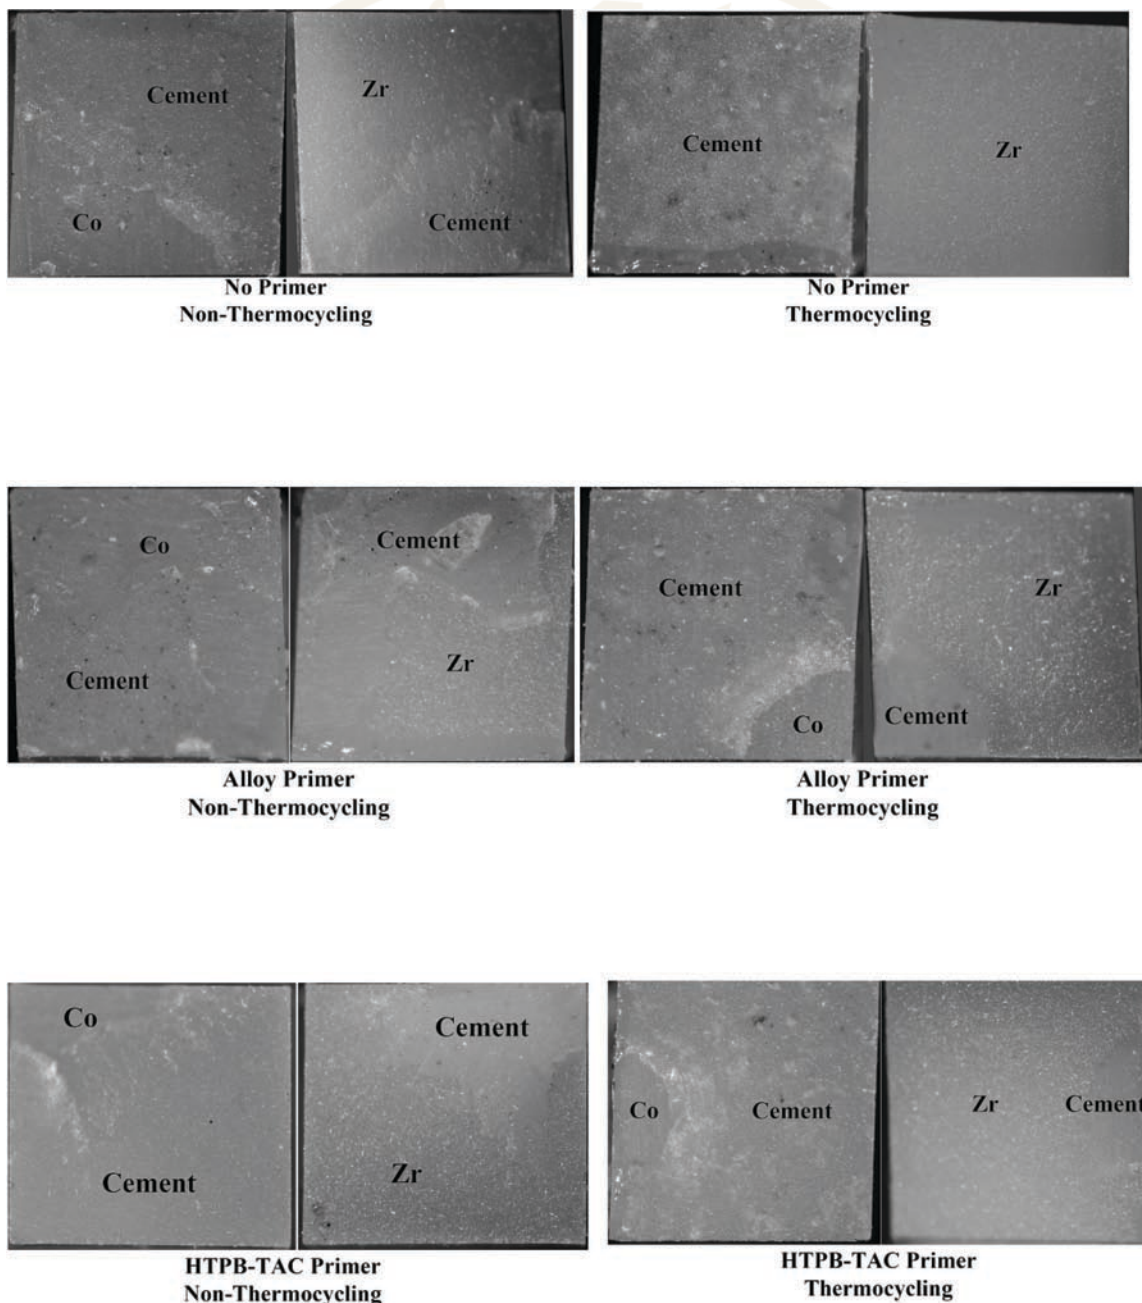 Cement
Zr
Co
Cement
No Primer
Non-Thermocycling
Cement
Zr
No Primer
Thermocycling
Co
Cement
Cement
Zr
Alloy Primer
Non-Thermocycling
Cement
Zr
Co
Cement
Alloy Primer
Thermocycling
Co
Cement
Cement
Zr
HTPB-TAC Primer
Non-Thermocycling
Co
Cement
Zr
Cement
HTPB-TAC Primer
Thermocycling